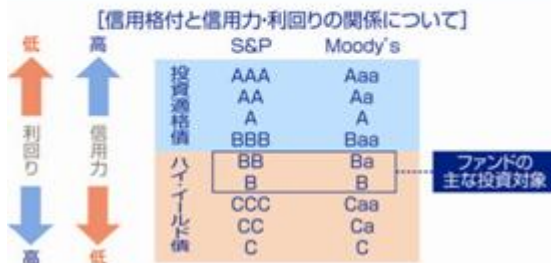 [信用格付と信用力・利回りの関係について]
低 高 S&P Moody's
利回り
信用力
高 低
投資適格債
AAA Aaa
AA Aa
A A
BBB Baa
ハイ・イールド債
BB Ba
B B
CCC Caa
CC Ca
C C
ファンドの
主な投資対象